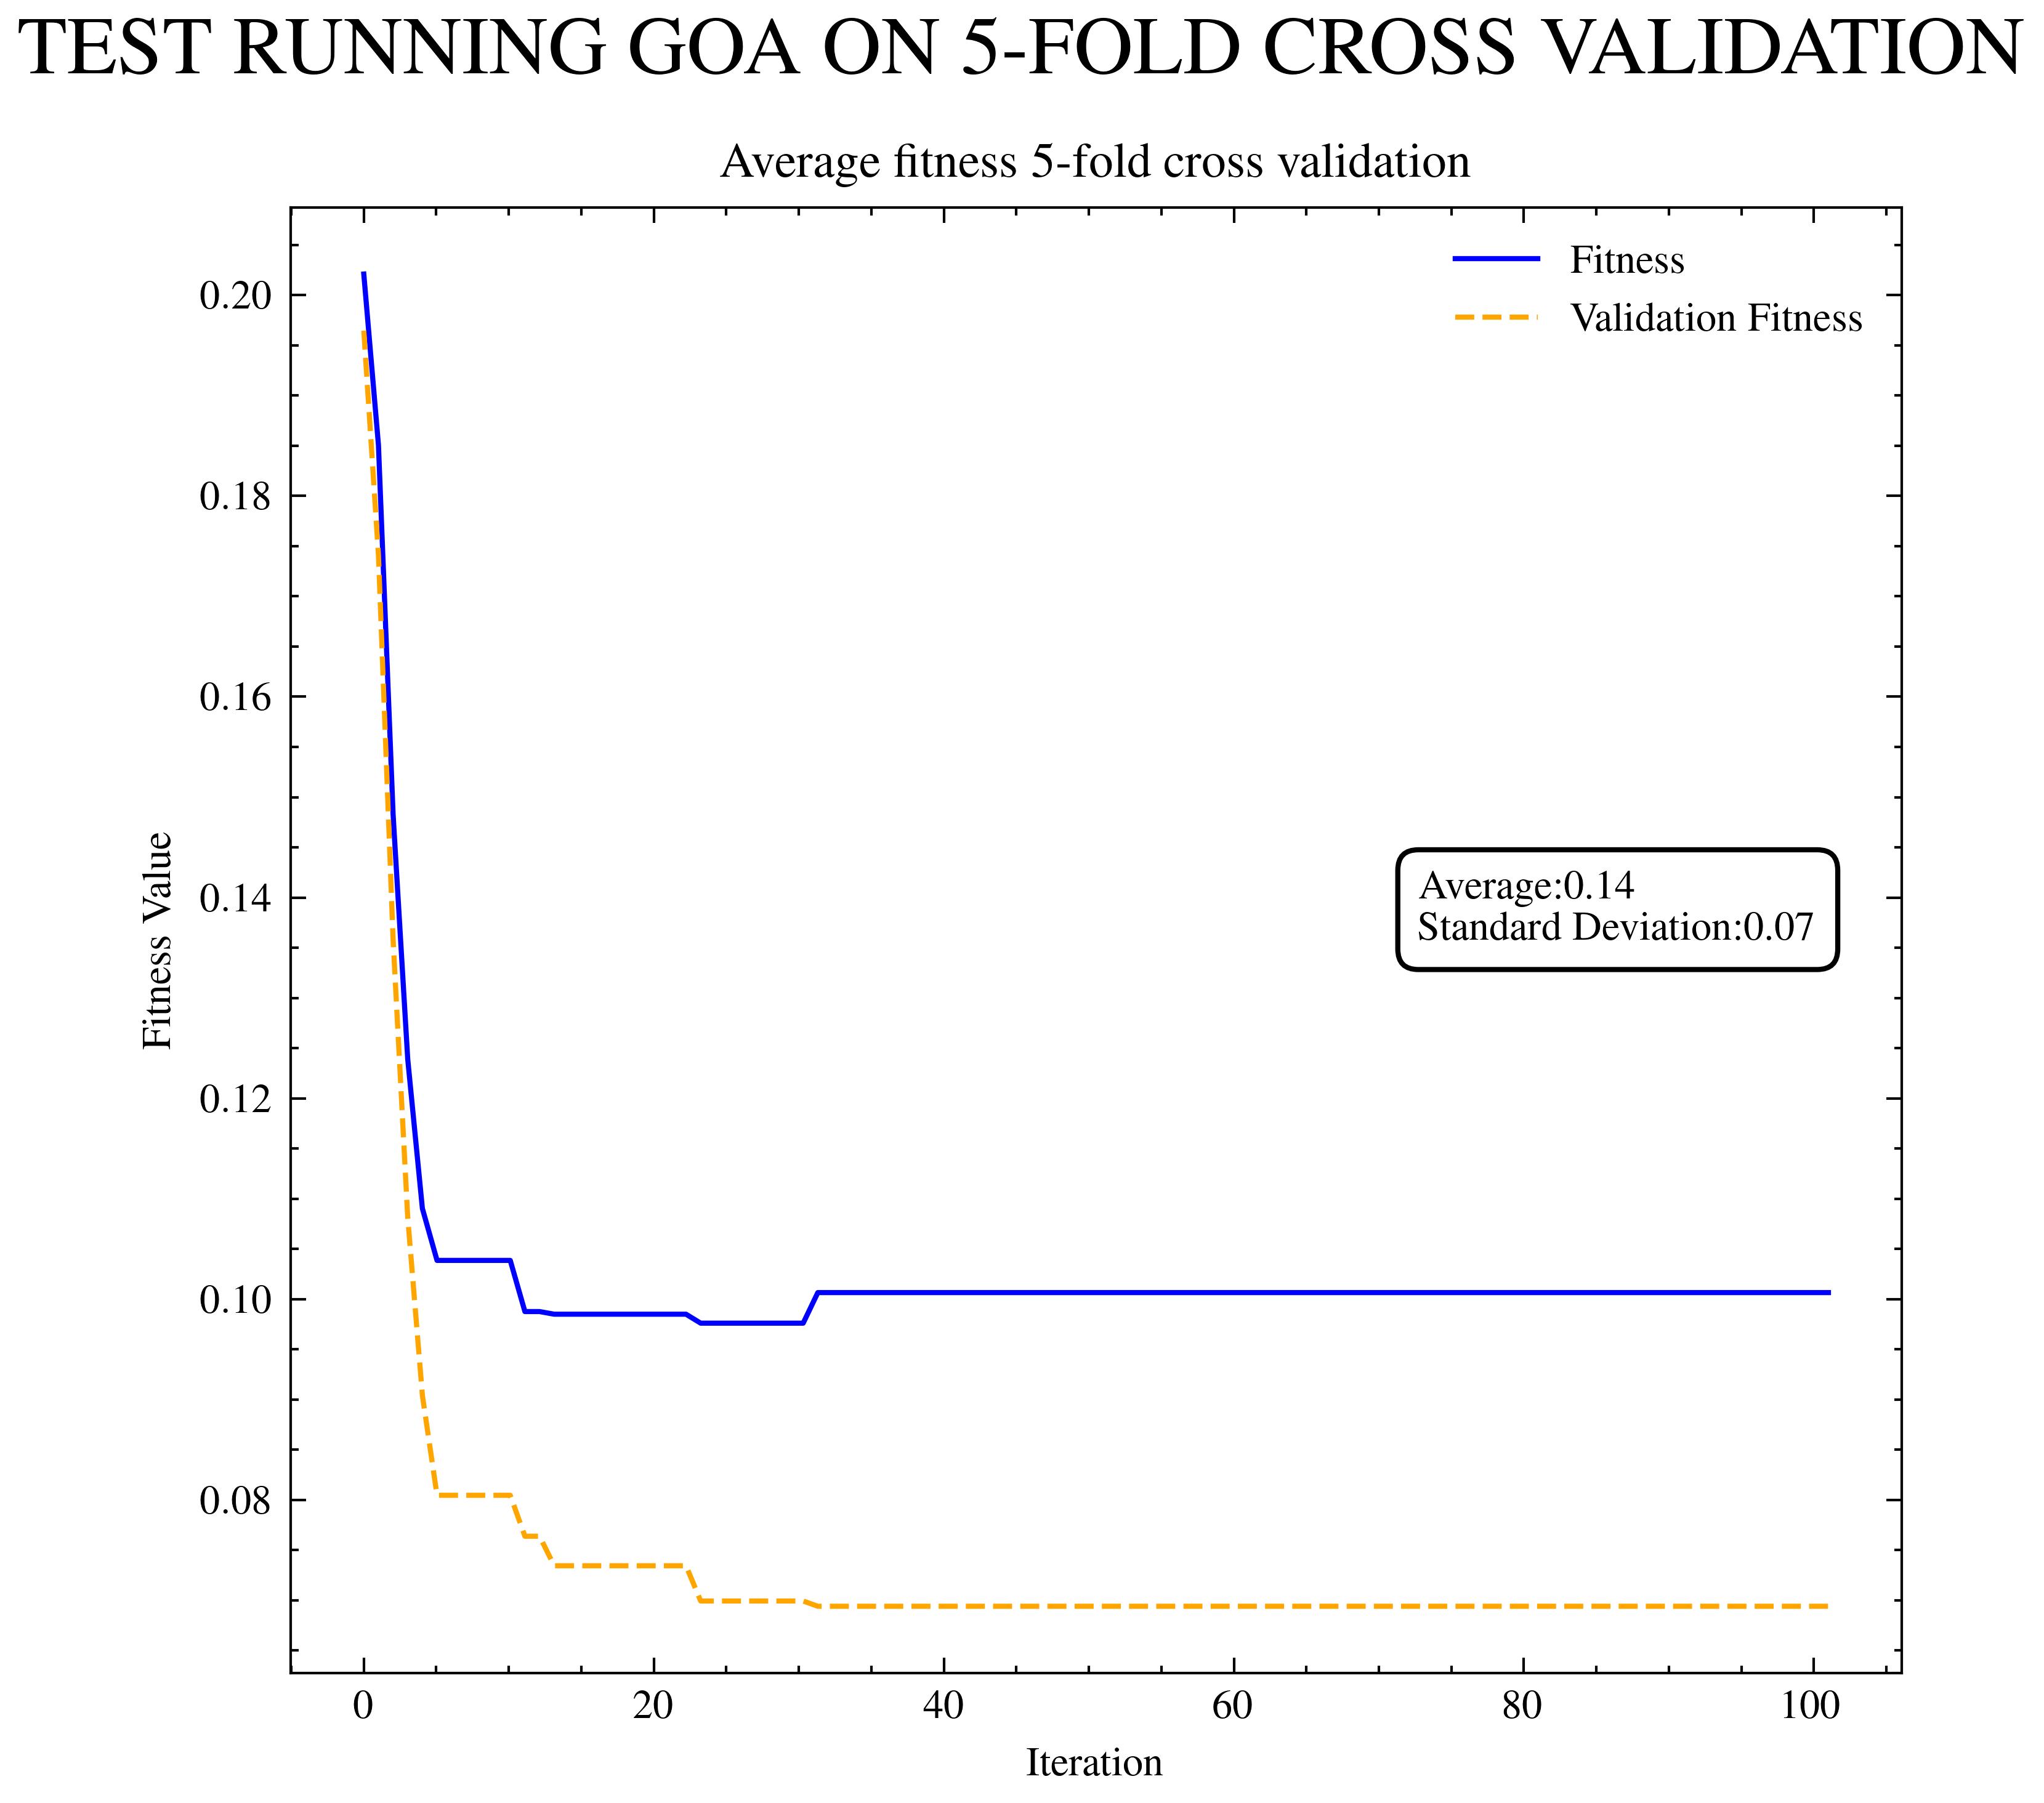 TEST RUNNING GOA ON 5-FOLD CROSS VALIDATION
Average fitness 5-fold cross validation
Fitness
Validation Fitness
0.20
0.18
0.16
0.14
0.12
0.10
0.08
Fitness Value
Average:0.14
Standard Deviation:0.07
0 20 40 60 80 100
Iteration